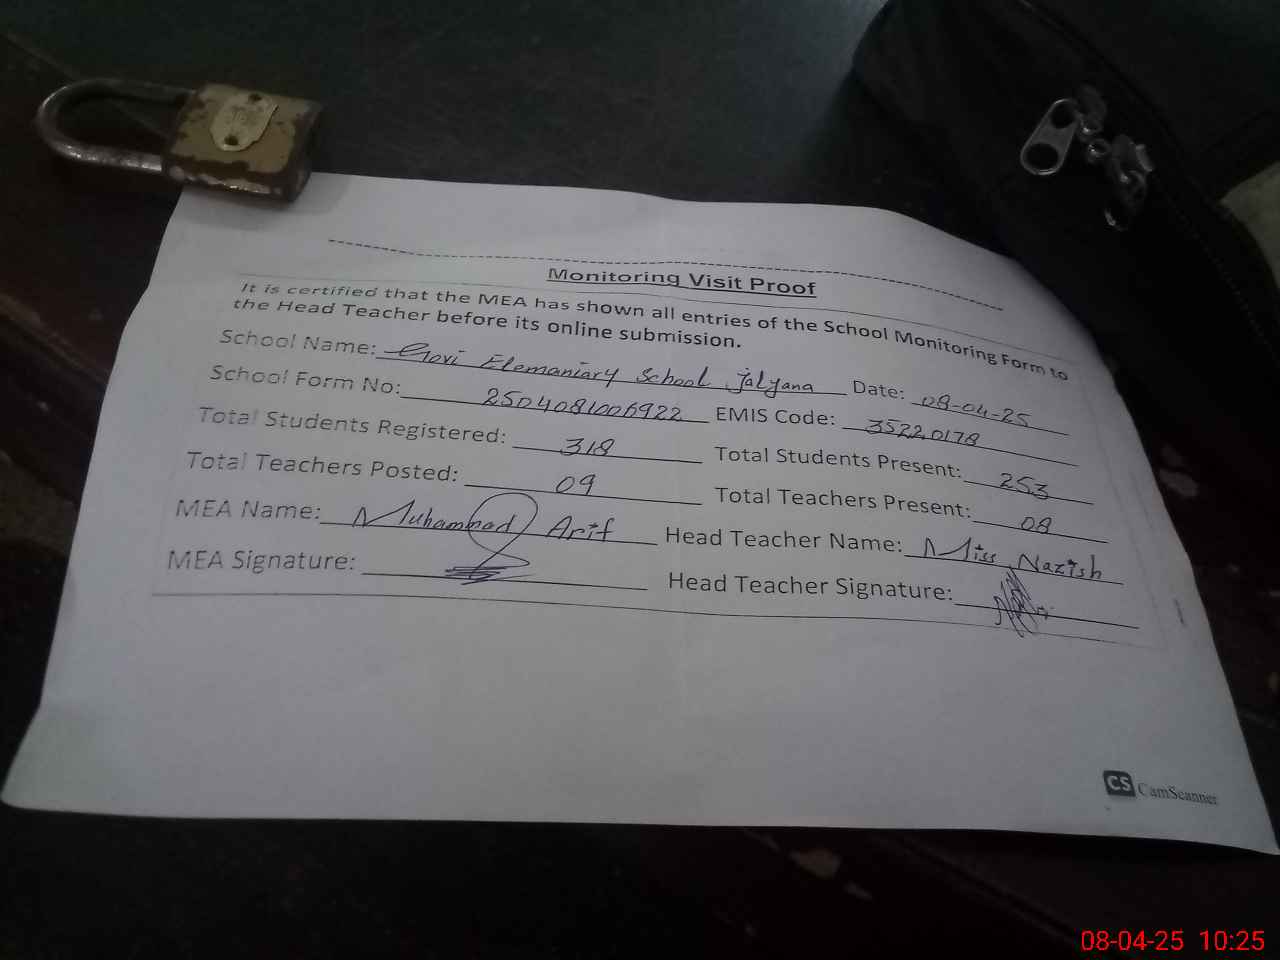 Monitoring Visit Proof
It is certified that the MEA has shown all entries of the School Monitoring Form to
the Head Teacher before its online submission.
School Name: Govi Elemaniary School Jalyana Date: 08-04-25
School Form No: 2504081006922 EMIS Code: 35220178
Total Students Registered: 318 Total Students Present: 253
Total Teachers Posted: 09 Total Teachers Present: 08
MEA Name: Muhammad Arif Head Teacher Name: Miss Nazish
MEA Signature: Head Teacher Signature:
CS CamScanner
08-04-25 10:25